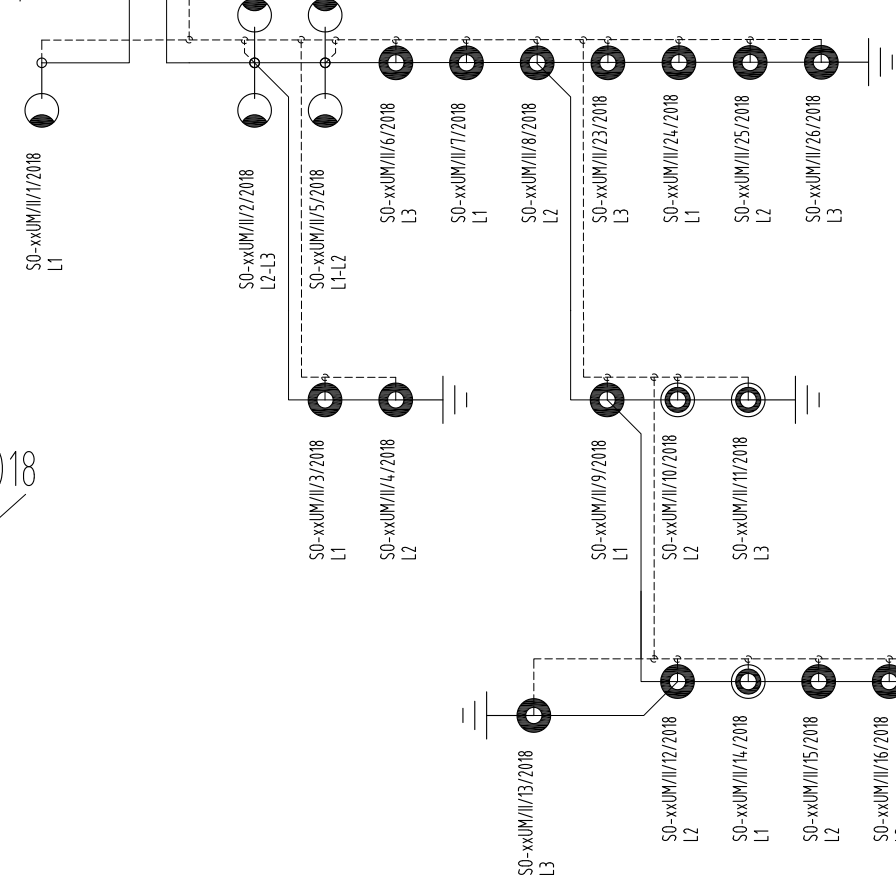 SO-xxUM/II/1/2018
L1
SO-xxUM/II/2/2018
L2-L3
SO-xxUM/II/5/2018
L1-L2
SO-xxUM/II/6/2018
L3
SO-xxUM/II/7/2018
L1
SO-xxUM/II/8/2018
L2
SO-xxUM/II/23/2018
L3
SO-xxUM/II/24/2018
L1
SO-xxUM/II/25/2018
L2
SO-xxUM/II/26/2018
L3
SO-xxUM/II/3/2018
L1
SO-xxUM/II/4/2018
L2
SO-xxUM/II/9/2018
L1
SO-xxUM/II/10/2018
L2
SO-xxUM/II/11/2018
L3
18
SO-xxUM/II/13/2018
L3
SO-xxUM/II/12/2018
L2
SO-xxUM/II/14/2018
L1
SO-xxUM/II/15/2018
L2
SO-xxUM/II/16/2018